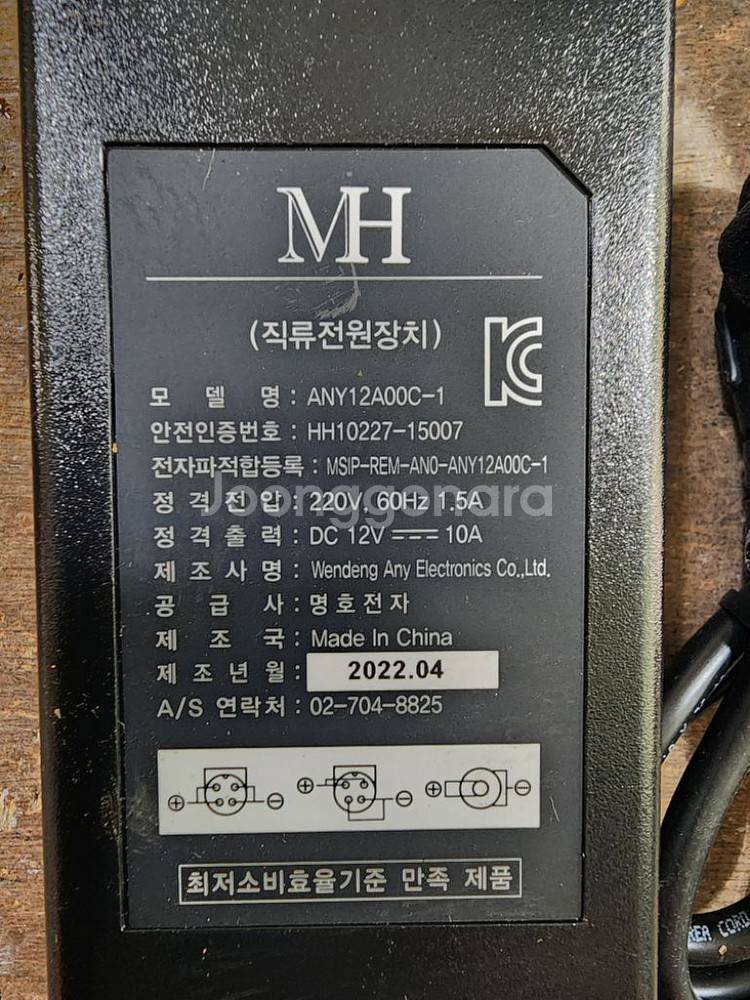 MH
(직류전원장치)
모 델 명 : ANY12A00C-1
안전인증번호 : HH10227-15007
전자파적합등록 : MSIP-REM-AN0-ANY12A00C-1
정 격 전 압 : 220V, 60Hz 1.5A
Joonggonara
정 격 출 력 : DC 12V 10A
제 조 사 명 : Wendeng Any Electronics Co.,Ltd.
공 급 사 : 명호전자
제 조 국 : Made In China
제 조 년 월 : 2022.04
A/S 연락처 : 02-704-8825
최저소비효율기준 만족 제품